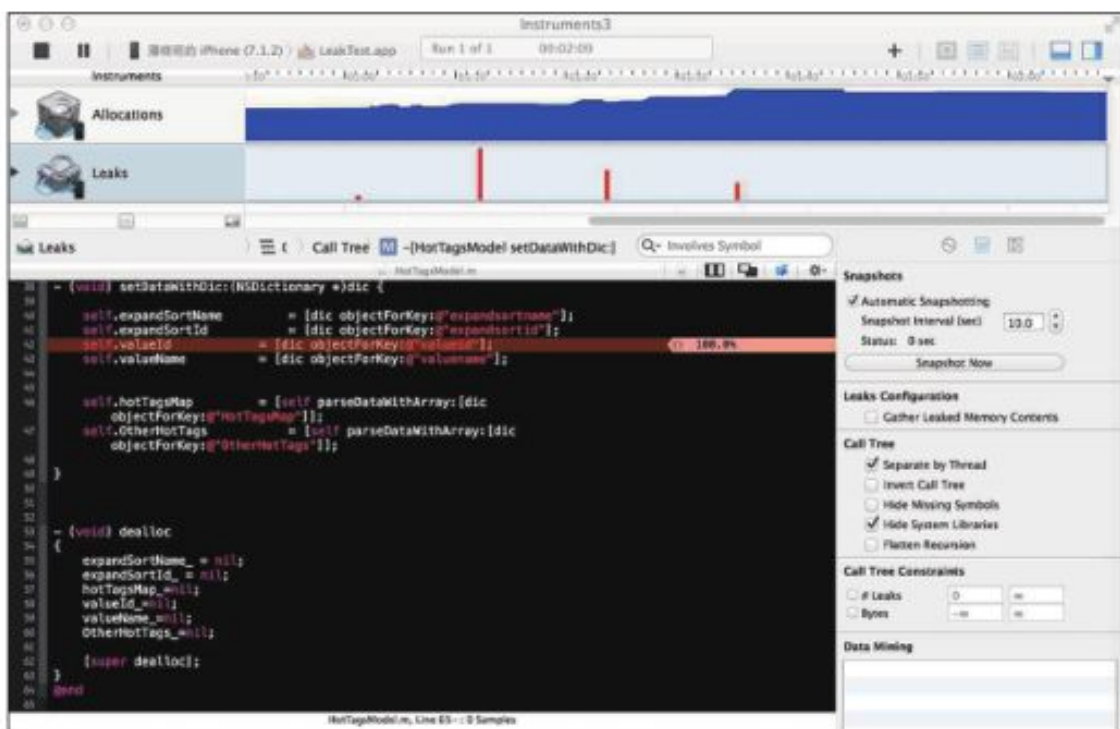 Instruments3
iPhone (7.1.2) LeakTest.app
Run 1 of 1 00:02:00
Instruments
Allocations
Leaks
Leaks
Call Tree M -[HotTagsModel setDataWithDic:]
Involves Symbol
HotTagsModel.m
- (void) setDataWithDic:(NSDictionary *)dic {
self.expandSortName = [dic objectForKey:@"expandsortname"];
self.expandSortId = [dic objectForKey:@"expandsortid"];
self.valueId = [dic objectForKey:@"valueid"]; 100.0%
self.valueName = [dic objectForKey:@"valuename"];
self.hotTagsMap = [self parseDataWithArray:[dic
objectForKey:@"HotTagsMap"]];
self.OtherHotTags = [self parseDataWithArray:[dic
objectForKey:@"OtherHotTags"]];
}
- (void) dealloc
{
expandSortName_ = nil;
expandSortId_ = nil;
hotTagsMap_=nil;
valueId_=nil;
valueName_=nil;
OtherHotTags_=nil;
[super dealloc];
}
@end
HotTagsModel.m, Line 65 - : 0 Samples
Snapshots
Automatic Snapshotting
Snapshot Interval (sec) 10.0
Status: 0 sec
Snapshot Now
Leaks Configuration
Gather Leaked Memory Contents
Call Tree
Separate by Thread
Invert Call Tree
Hide Missing Symbols
Hide System Libraries
Flatten Recursion
Call Tree Constraints
# Leaks 0 ∞
Bytes -∞ ∞
Data Mining